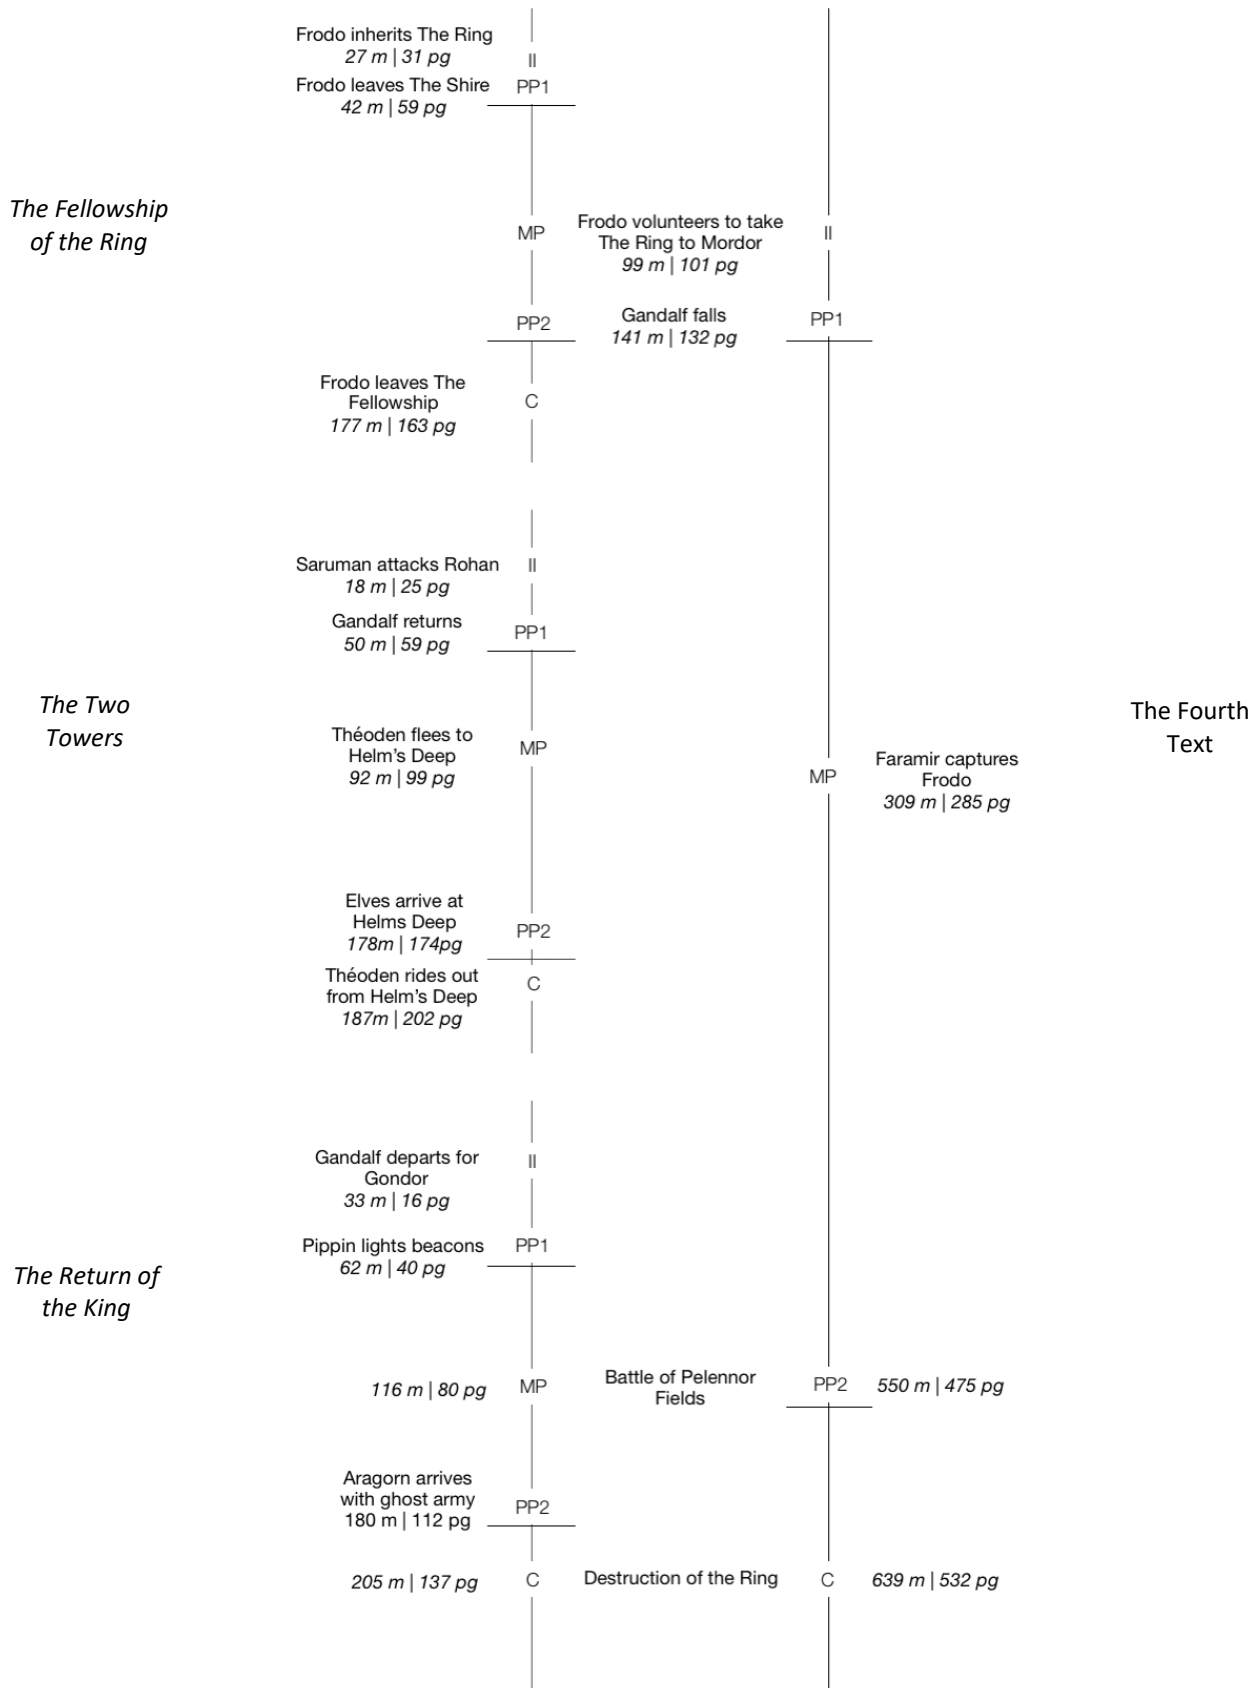 Frodo inherits The Ring
27 m | 31 pg
II
Frodo leaves The Shire
PP1
42 m | 59 pg
The Fellowship
of the Ring
MP
Frodo volunteers to take
The Ring to Mordor
99 m | 101 pg
II
PP2
Gandalf falls
141 m | 132 pg
PP1
Frodo leaves The
Fellowship
177 m | 163 pg
C
Saruman attacks Rohan
18 m | 25 pg
II
Gandalf returns
50 m | 59 pg
PP1
The Two
Towers
Théoden flees to
Helm's Deep
92 m | 99 pg
MP
MP
Faramir captures
Frodo
309 m | 285 pg
The Fourth
Text
Elves arrive at
Helms Deep
178m | 174pg
PP2
Théoden rides out
from Helm's Deep
187m | 202 pg
C
Gandalf departs for
Gondor
33 m | 16 pg
II
Pippin lights beacons
62 m | 40 pg
PP1
The Return of
the King
116 m | 80 pg
MP
Battle of Pelennor
Fields
PP2
550 m | 475 pg
Aragorn arrives
with ghost army
180 m | 112 pg
PP2
205 m | 137 pg
C
Destruction of the Ring
C
639 m | 532 pg